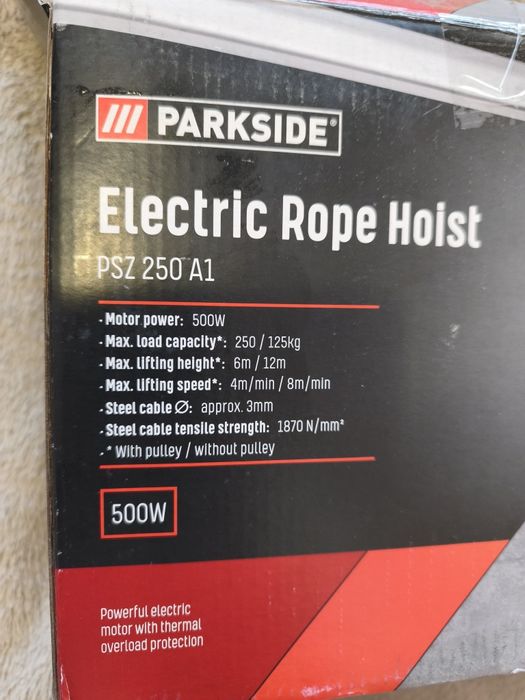 PARKSIDE®
Electric Rope Hoist
PSZ 250 A1
- Motor power: 500W
- Max. load capacity*: 250 / 125kg
- Max. lifting height*: 6m / 12m
- Max. lifting speed*: 4m/min / 8m/min
- Steel cable Ø: approx. 3mm
- Steel cable tensile strength: 1870 N/mm²
- * With pulley / without pulley
500W
Powerful electric
motor with thermal
overload protection